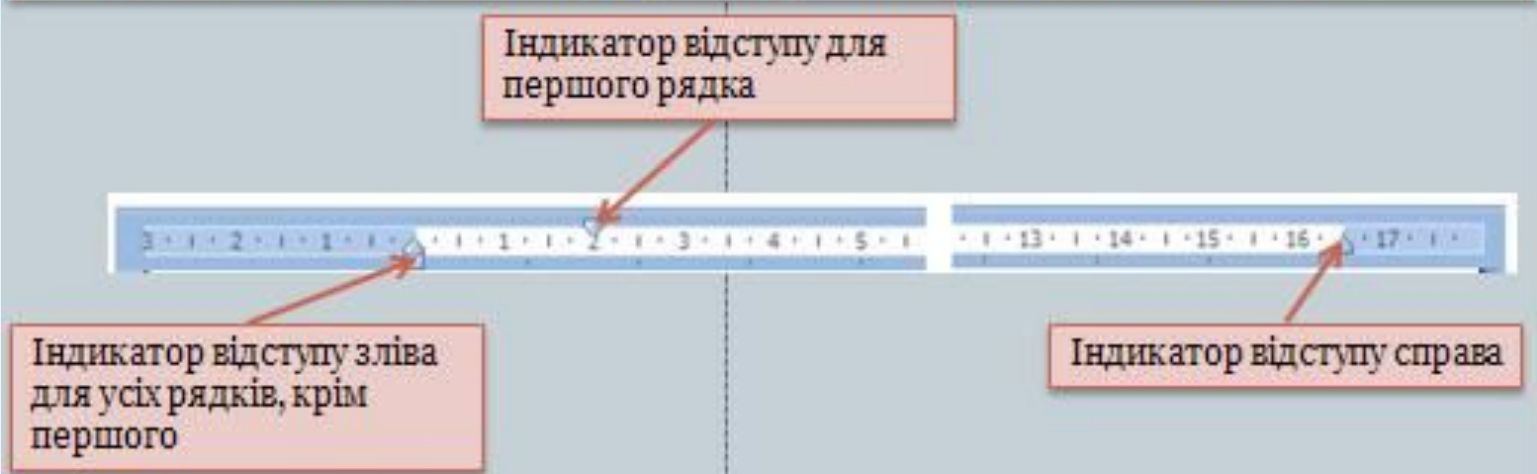 Індикатор відступу для
першого рядка
3 2 1 1 2 3 4 5 13 14 15 16 17
Індикатор відступу зліва
для усіх рядків, крім
першого
Індикатор відступу справа